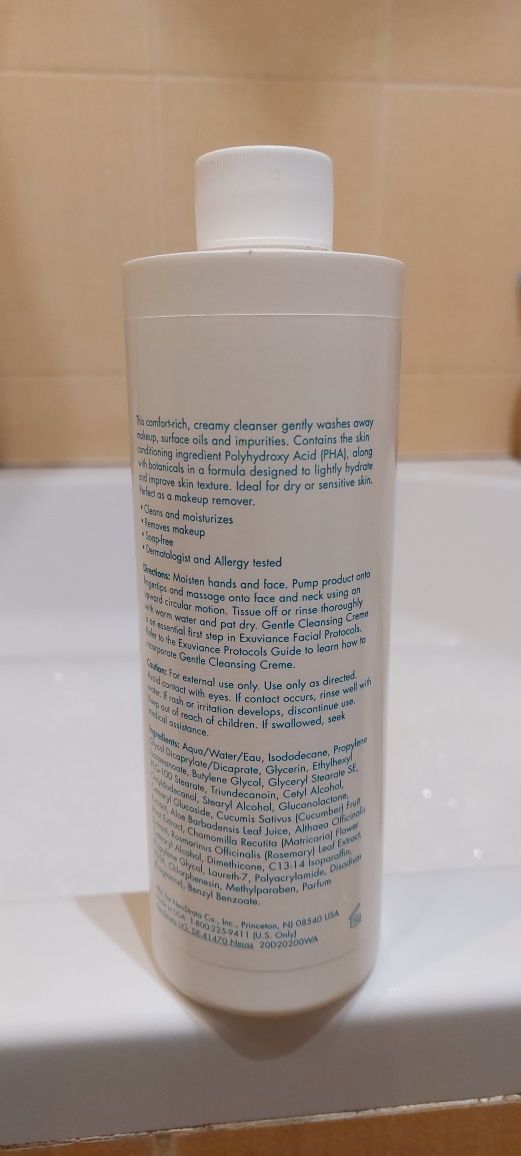 This comfort-rich, creamy cleanser gently washes away
makeup, surface oils and impurities. Contains the skin
conditioning ingredient Polyhydroxy Acid (PHA), along
with botanicals in a formula designed to lightly hydrate
and improve skin texture. Ideal for dry or sensitive skin.
Perfect as a makeup remover.
• Cleans and moisturizes
• Removes makeup
• Soap-free
• Dermatologist and Allergy tested
Directions: Moisten hands and face. Pump product onto
fingertips and massage onto face and neck using an
upward circular motion. Tissue off or rinse thoroughly
with warm water and pat dry. Gentle Cleansing Creme
is an essential first step in Exuviance Facial Protocols.
Refer to the Exuviance Protocols Guide to learn how to
incorporate Gentle Cleansing Creme.
Caution: For external use only. Use only as directed.
Avoid contact with eyes. If contact occurs, rinse well with
water. If rash or irritation develops, discontinue use.
Keep out of reach of children. If swallowed, seek
medical assistance.
Ingredients: Aqua/Water/Eau, Isododecane, Propylene
Glycol Dicaprylate/Dicaprate, Glycerin, Ethylhexyl
Butylene Glycol, Glyceryl Stearate SE,
PEG-100 Stearate, Triundecanoin, Cetyl Alcohol,
Octyldodecanol, Stearyl Alcohol, Gluconolactone,
Glucoside, Cucumis Sativus (Cucumber) Fruit
Extract, Aloe Barbadensis Leaf Juice, Althaea Officinalis
Root Extract, Chamomilla Recutita (Matricaria) Flower
Extract, Rosmarinus Officinalis (Rosemary) Leaf Extract,
Alcohol, Dimethicone, C13-14 Isoparaffin,
Glycol, Laureth-7, Polyacrylamide, Disodium
EDTA, Chlorphenesin, Methylparaben, Parfum
(Fragrance), Benzyl Benzoate.
for NeoStrata Co., Inc., Princeton, NJ 08540 USA
Made in USA 1-800-225-9411 (U.S. Only)
NeoStrata UG, DE-41470 Neuss 20D20200WA